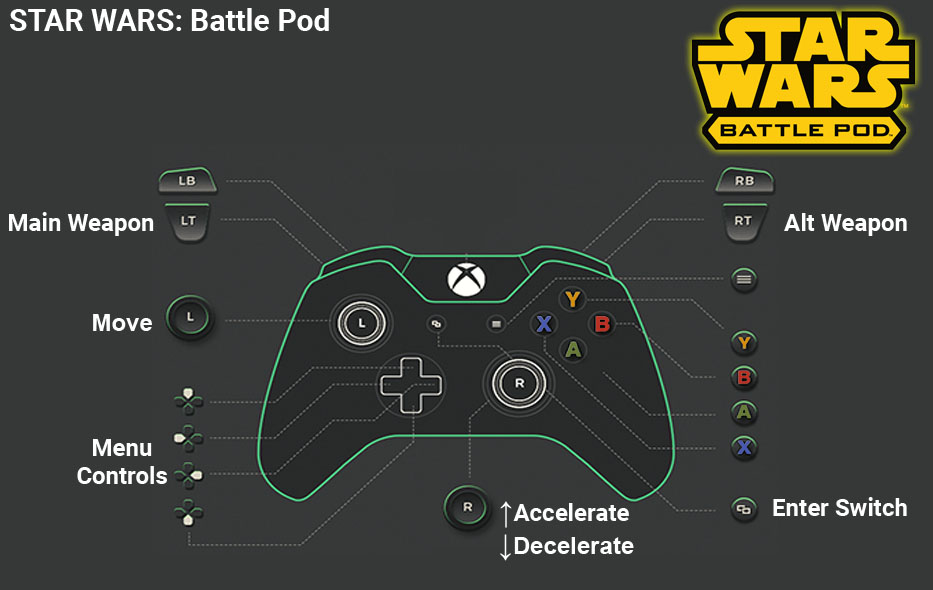 STAR WARS: Battle Pod
STAR
WARS
TM
BATTLE POD
LB
RB
Main Weapon
LT
RT
Alt Weapon
Move
L
L
Y
X
B
A
R
Y
B
A
X
Menu
Controls
R
↑Accelerate
↓Decelerate
Enter Switch